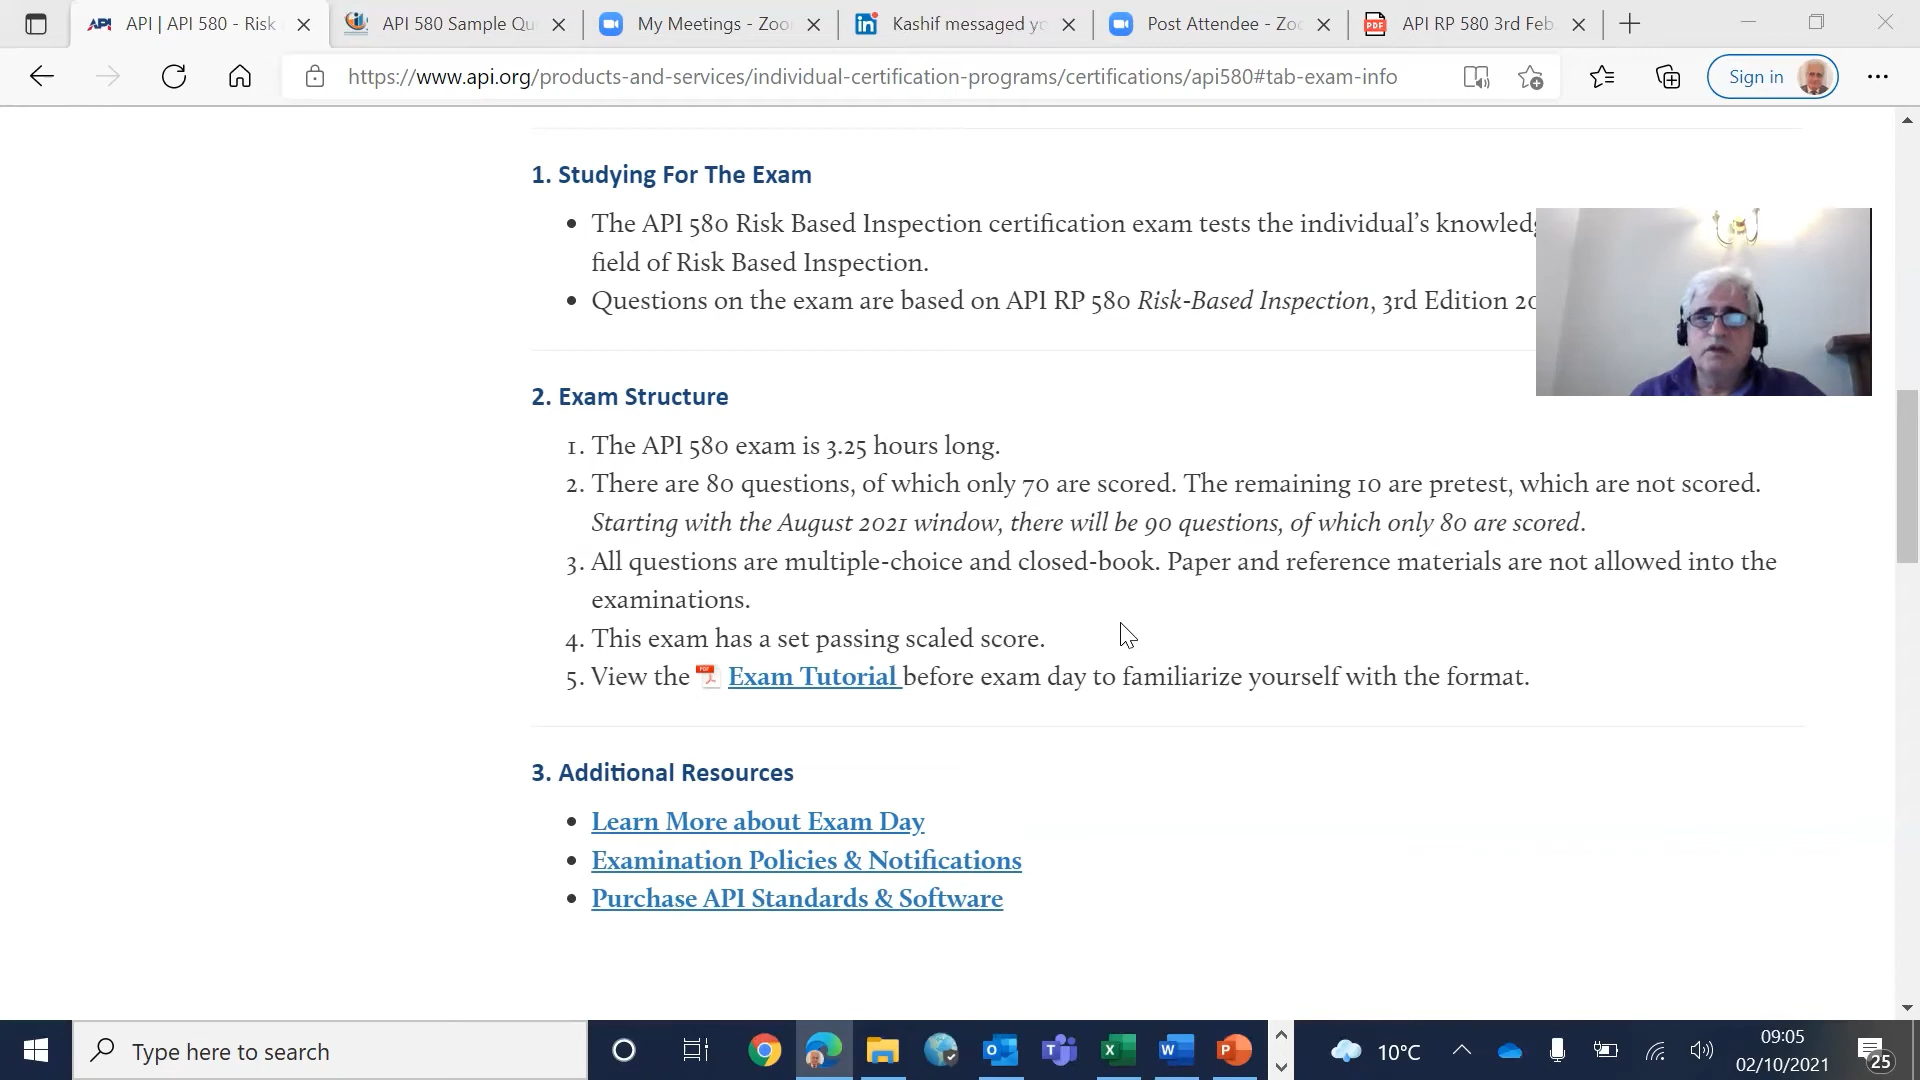 API | API 580 - Risk
API 580 Sample Qu
My Meetings - Zoo
Kashif messaged yo
Post Attendee - Zoo
API RP 580 3rd Feb
https://www.api.org/products-and-services/individual-certification-programs/certifications/api580#tab-exam-info
Sign in
1. Studying For The Exam
• The API 580 Risk Based Inspection certification exam tests the individual’s knowledg
field of Risk Based Inspection.
• Questions on the exam are based on API RP 580 Risk-Based Inspection, 3rd Edition 20
2. Exam Structure
1. The API 580 exam is 3.25 hours long.
2. There are 80 questions, of which only 70 are scored. The remaining 10 are pretest, which are not scored.
Starting with the August 2021 window, there will be 90 questions, of which only 80 are scored.
3. All questions are multiple-choice and closed-book. Paper and reference materials are not allowed into the
examinations.
4. This exam has a set passing scaled score.
5. View the Exam Tutorial before exam day to familiarize yourself with the format.
3. Additional Resources
• Learn More about Exam Day
• Examination Policies & Notifications
• Purchase API Standards & Software
Type here to search
10°C
09:05
02/10/2021
25